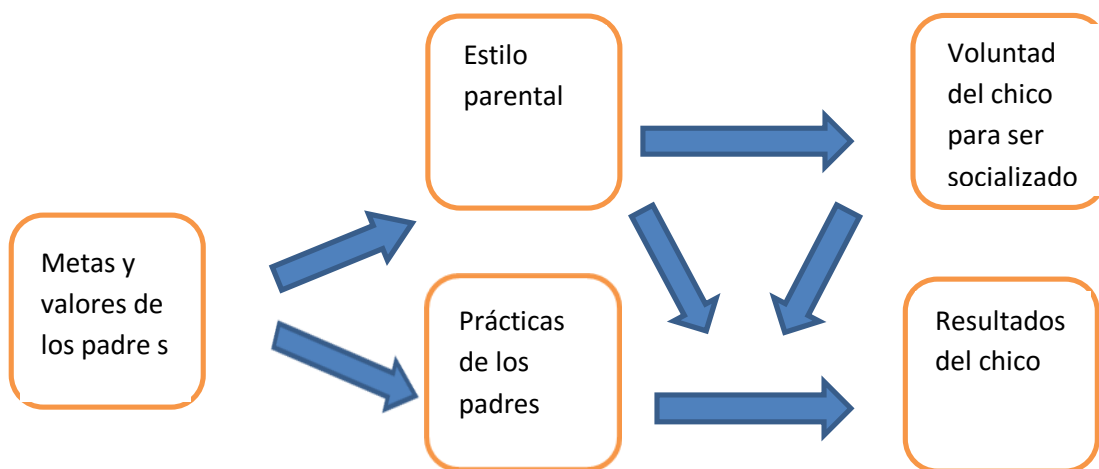 Estilo
parental
Voluntad
del chico
para ser
socializado
Metas y
valores de
los padre s
Prácticas
de los
padres
Resultados
del chico